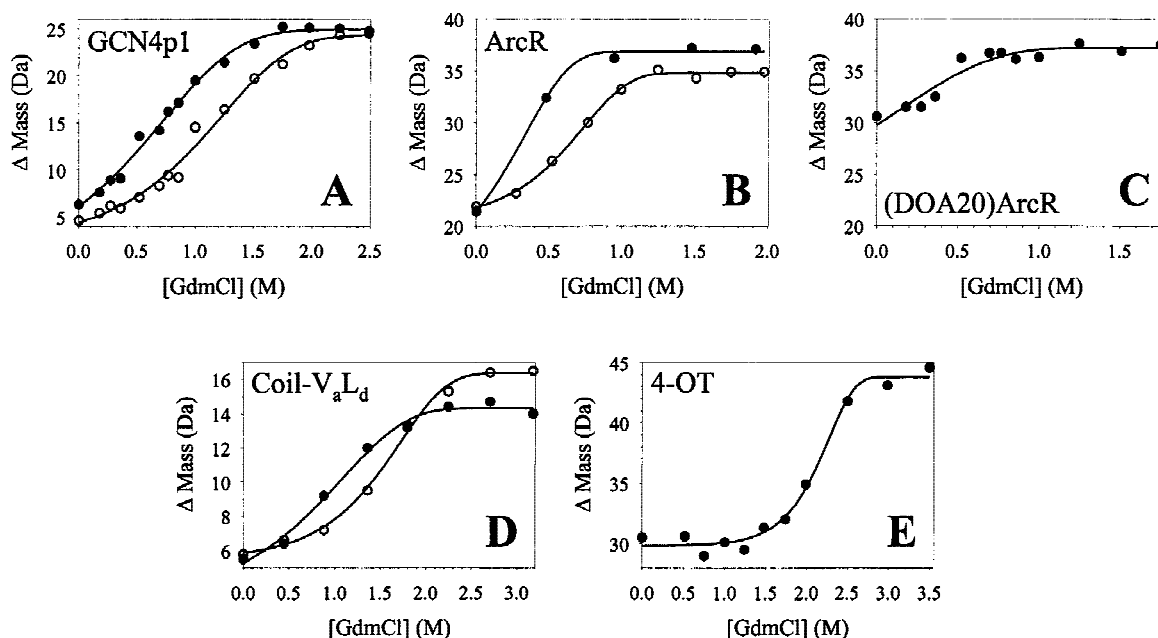 GCN4p1
A
Δ Mass (Da)
25
20
15
10
5
0.0 0.5 1.0 1.5 2.0 2.5
[GdmCl] (M)
ArcR
B
Δ Mass (Da)
40
35
30
25
20
0.0 0.5 1.0 1.5 2.0
[GdmCl] (M)
(DOA20)ArcR
C
Δ Mass (Da)
40
35
30
25
20
0.0 0.5 1.0 1.5
[GdmCl] (M)
Coil-VaLd
D
Δ Mass (Da)
16
14
12
10
8
6
0.0 0.5 1.0 1.5 2.0 2.5 3.0
[GdmCl] (M)
4-OT
E
Δ Mass (Da)
45
40
35
30
0.0 0.5 1.0 1.5 2.0 2.5 3.0 3.5
[GdmCl] (M)